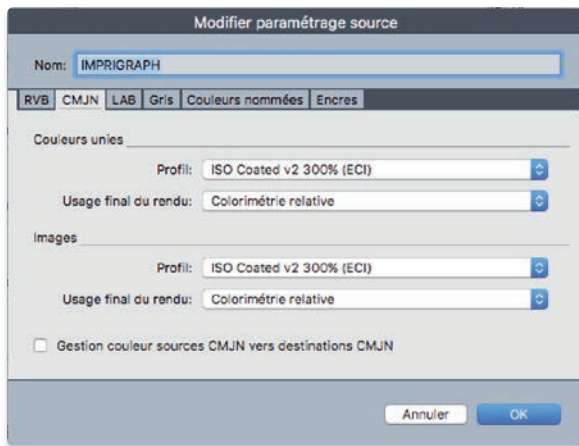 Modifier paramétrage source
Nom: IMPRIGRAPH
RVB CMJN LAB Gris Couleurs nommées Encres
Couleurs unies
Profil: ISO Coated v2 300% (ECI)
Usage final du rendu: Colorimétrie relative
Images
Profil: ISO Coated v2 300% (ECI)
Usage final du rendu: Colorimétrie relative
Gestion couleur sources CMJN vers destinations CMJN
Annuler OK